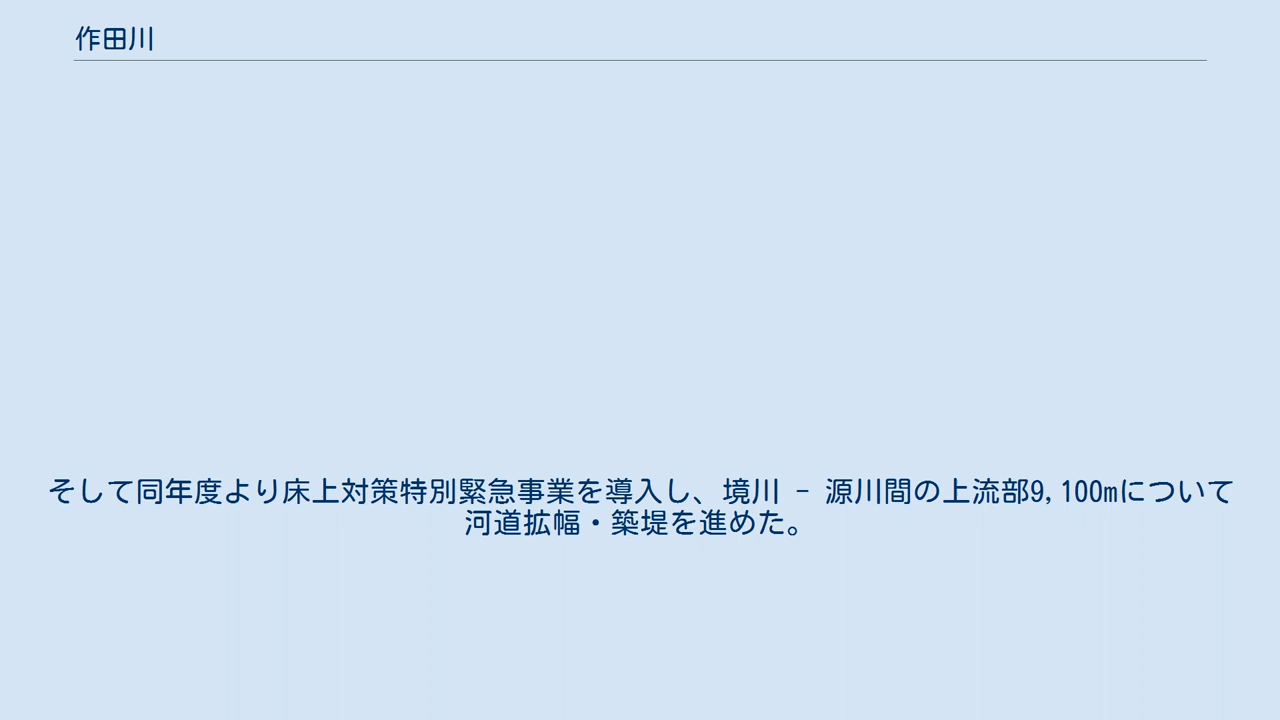 作田川
そして同年度より床上対策特別緊急事業を導入し、境川 - 源川間の上流部9,100mについて
河道拡幅・築堤を進めた。